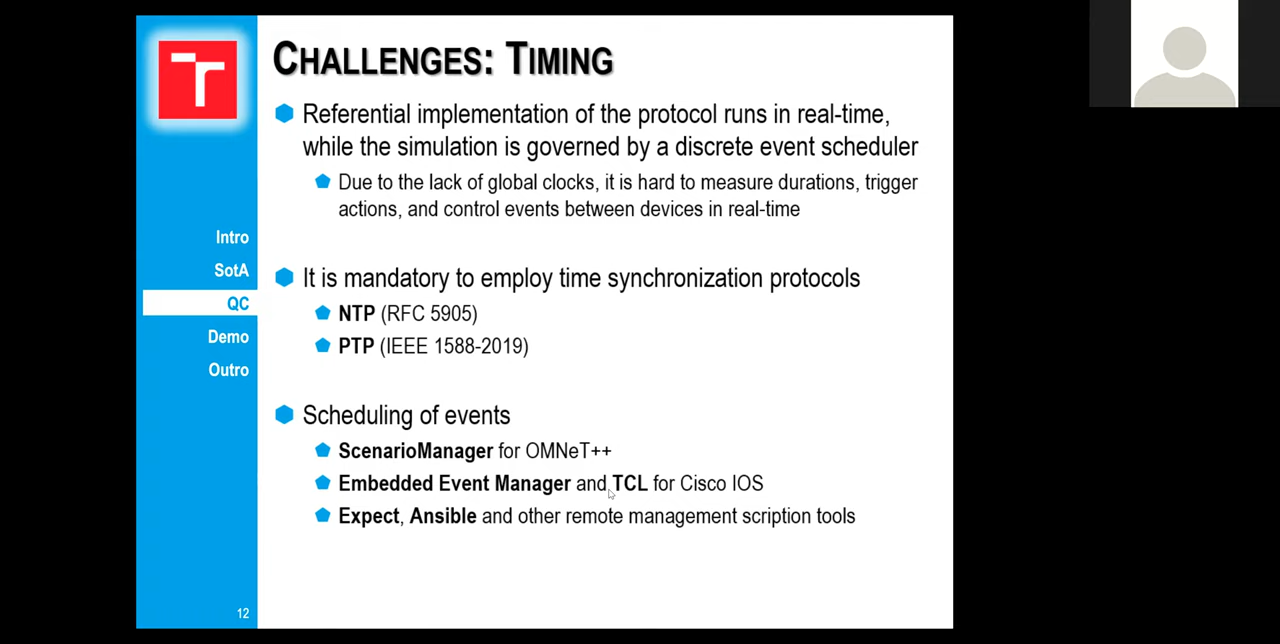 CHALLENGES: TIMING
Referential implementation of the protocol runs in real-time,
while the simulation is governed by a discrete event scheduler
Due to the lack of global clocks, it is hard to measure durations, trigger
actions, and control events between devices in real-time
It is mandatory to employ time synchronization protocols
NTP (RFC 5905)
PTP (IEEE 1588-2019)
Scheduling of events
ScenarioManager for OMNeT++
Embedded Event Manager and TCL for Cisco IOS
Expect, Ansible and other remote management scription tools
Intro
SotA
QC
Demo
Outro
12